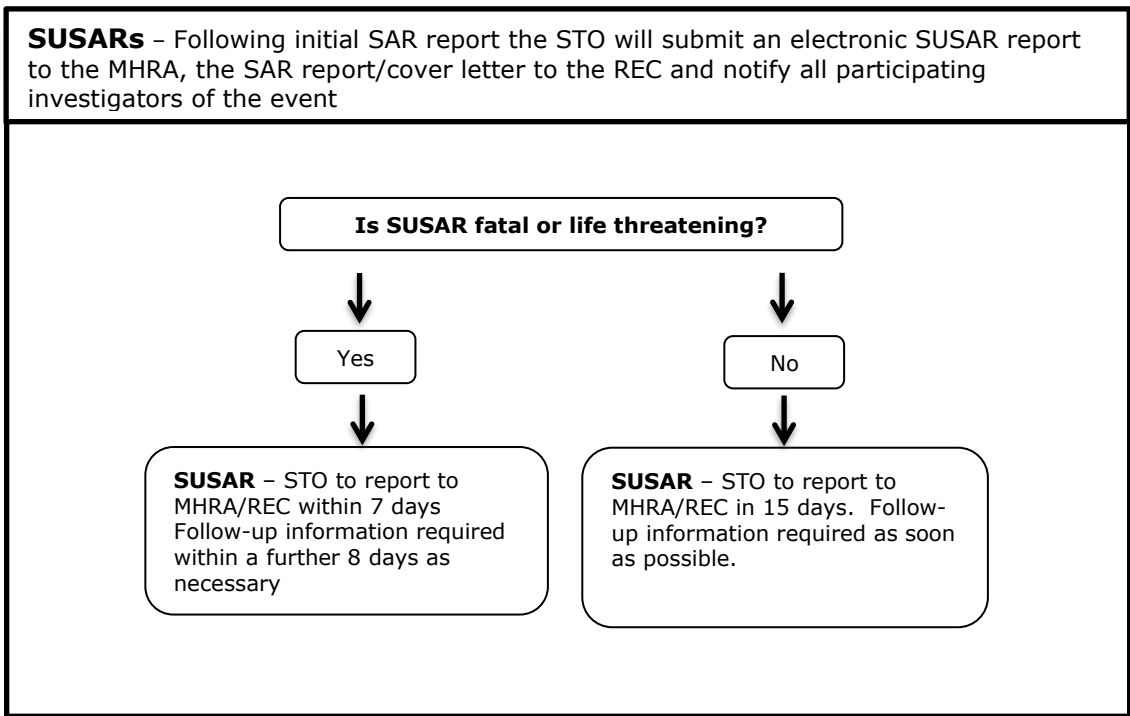 SUSARs – Following initial SAR report the STO will submit an electronic SUSAR report
to the MHRA, the SAR report/cover letter to the REC and notify all participating
investigators of the event
Is SUSAR fatal or life threatening?
Yes
No
SUSAR – STO to report to
MHRA/REC within 7 days
Follow-up information required
within a further 8 days as
necessary
SUSAR – STO to report to
MHRA/REC in 15 days.  Follow-
up information required as soon
as possible.